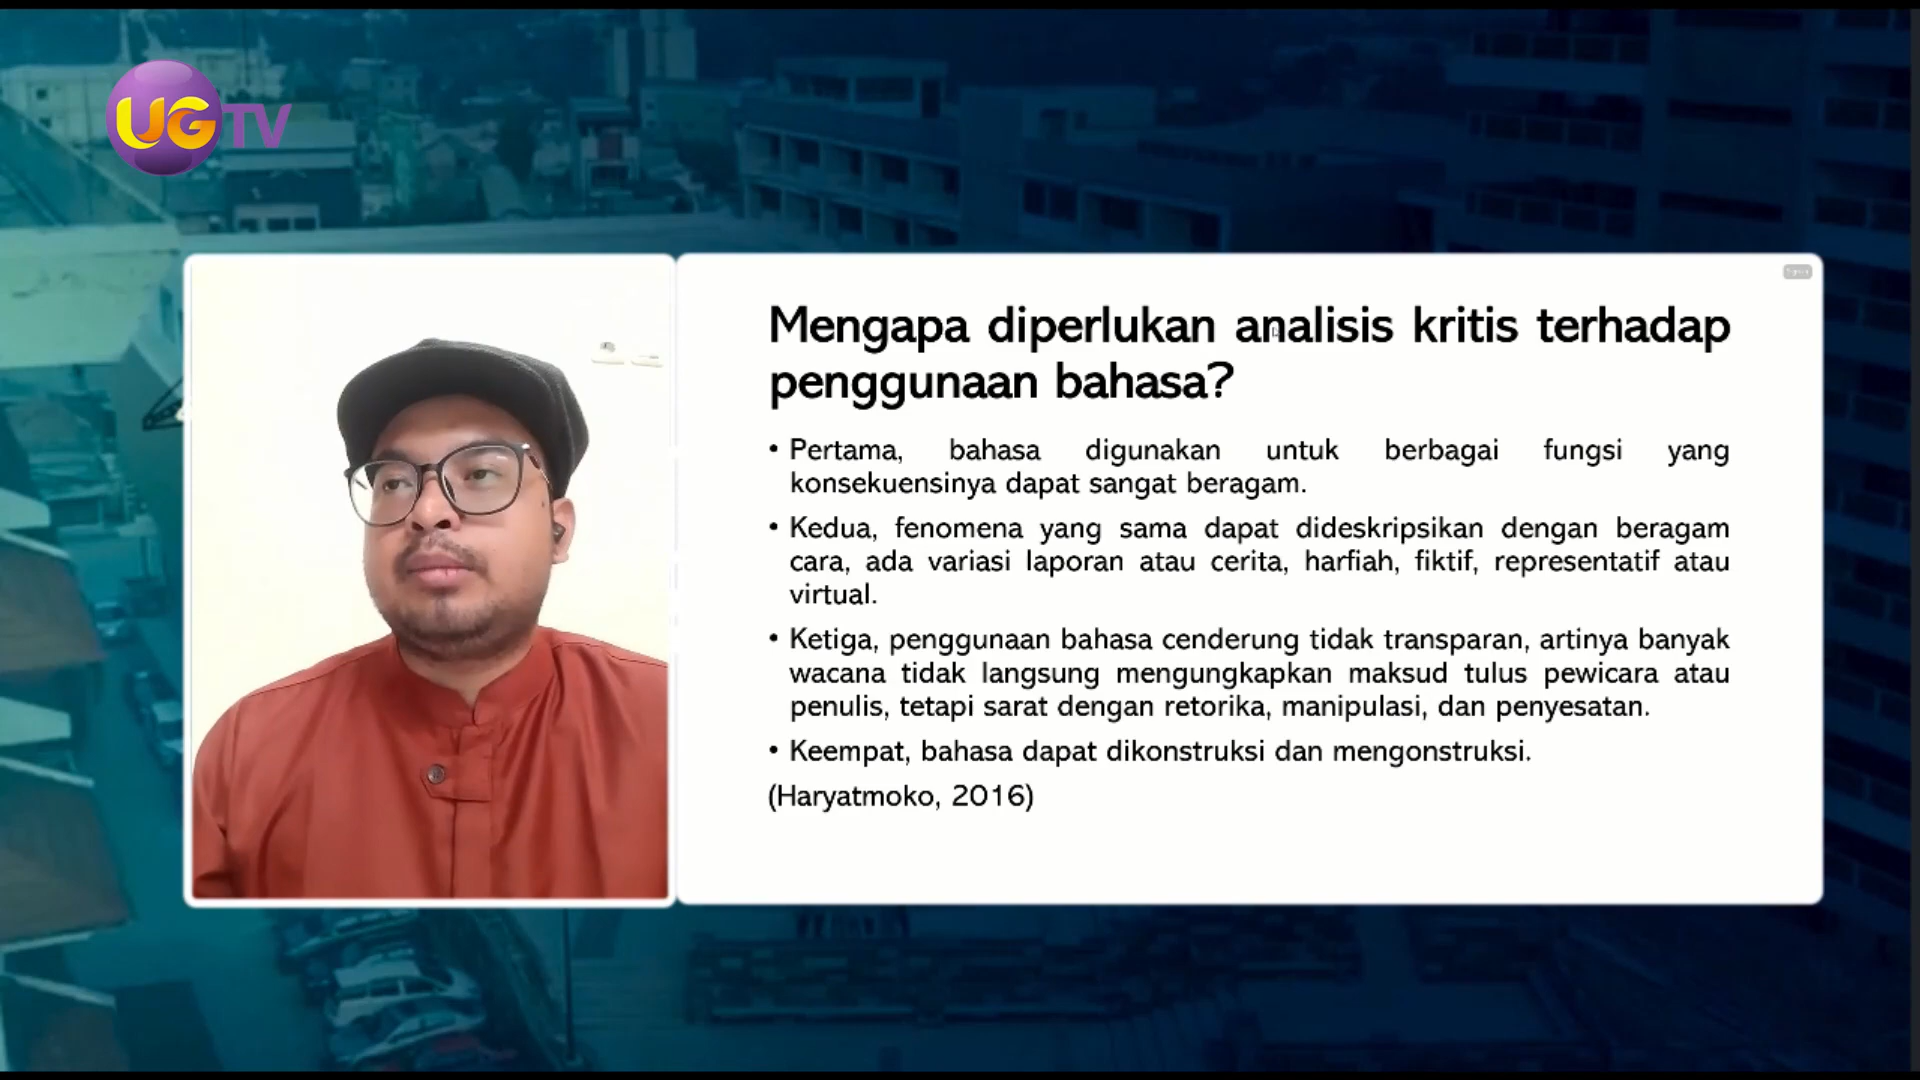 UGTV
Mengapa diperlukan analisis kritis terhadap
penggunaan bahasa?
• Pertama, bahasa digunakan untuk berbagai fungsi yang
konsekuensinya dapat sangat beragam.
• Kedua, fenomena yang sama dapat dideskripsikan dengan beragam
cara, ada variasi laporan atau cerita, harfiah, fiktif, representatif atau
virtual.
• Ketiga, penggunaan bahasa cenderung tidak transparan, artinya banyak
wacana tidak langsung mengungkapkan maksud tulus pewicara atau
penulis, tetapi sarat dengan retorika, manipulasi, dan penyesatan.
• Keempat, bahasa dapat dikonstruksi dan mengonstruksi.
(Haryatmoko, 2016)